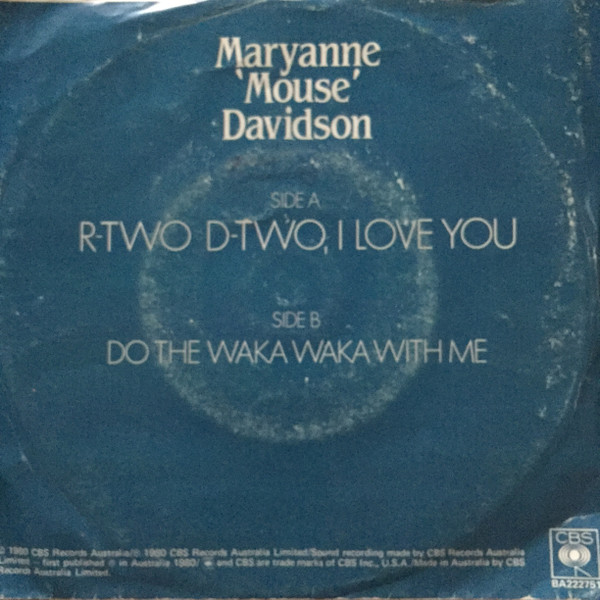 Maryanne
'Mouse'
Davidson
SIDE A
R-TWO D-TWO, I LOVE YOU
SIDE B
DO THE WAKA WAKA WITH ME
© 1980 CBS Records Australia/℗ 1980 CBS Records Australia Limited/Sound recording made by CBS Records Australia
Limited – first published ℗ in Australia 1980/ and are trade marks of CBS Inc., U.S.A./Made in Australia by CBS
Records Australia Limited.
CBS
BA222751